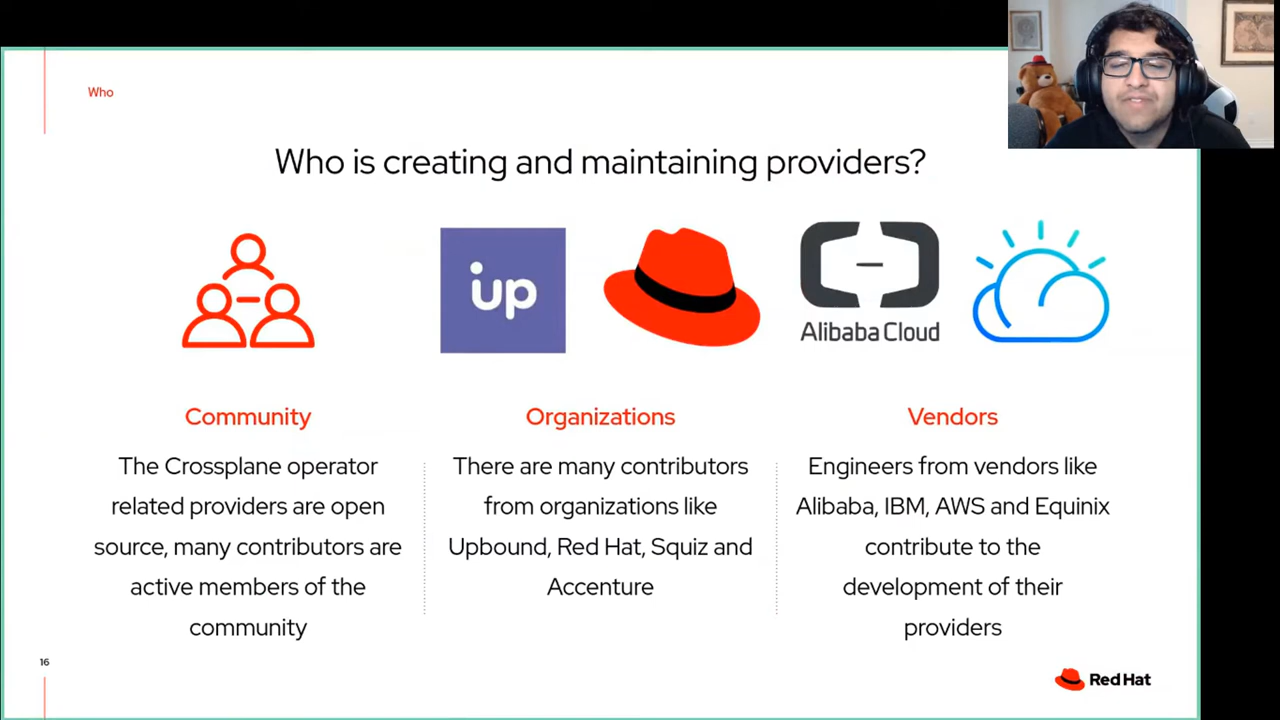 Who
Who is creating and maintaining providers?
up
Alibaba Cloud
Community
The Crossplane operator
related providers are open
source, many contributors are
active members of the
community
Organizations
There are many contributors
from organizations like
Upbound, Red Hat, Squiz and
Accenture
Vendors
Engineers from vendors like
Alibaba, IBM, AWS and Equinix
contribute to the
development of their
providers
16
Red Hat